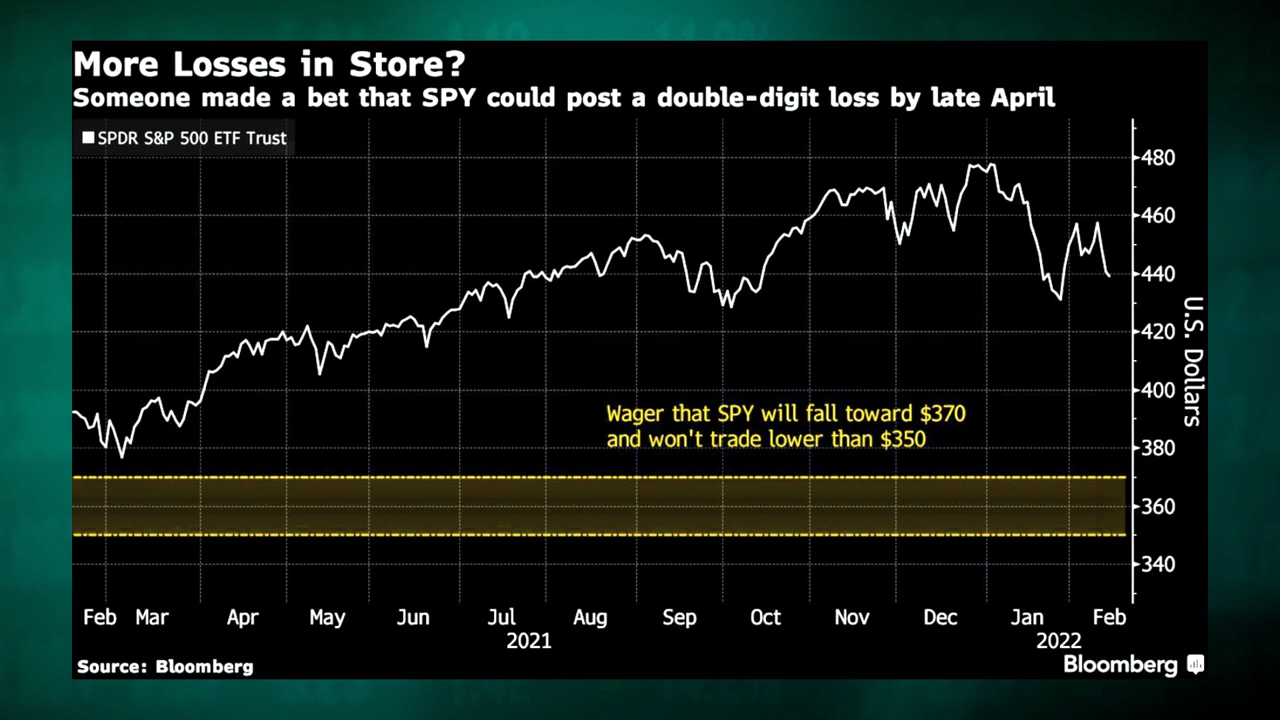 More Losses in Store?
Someone made a bet that SPY could post a double-digit loss by late April
SPDR S&P 500 ETF Trust
480
460
440
420
400
380
360
340
U.S. Dollars
Wager that SPY will fall toward $370
and won't trade lower than $350
Feb Mar Apr May Jun Jul Aug Sep Oct Nov Dec Jan Feb
2021 2022
Source: Bloomberg
Bloomberg